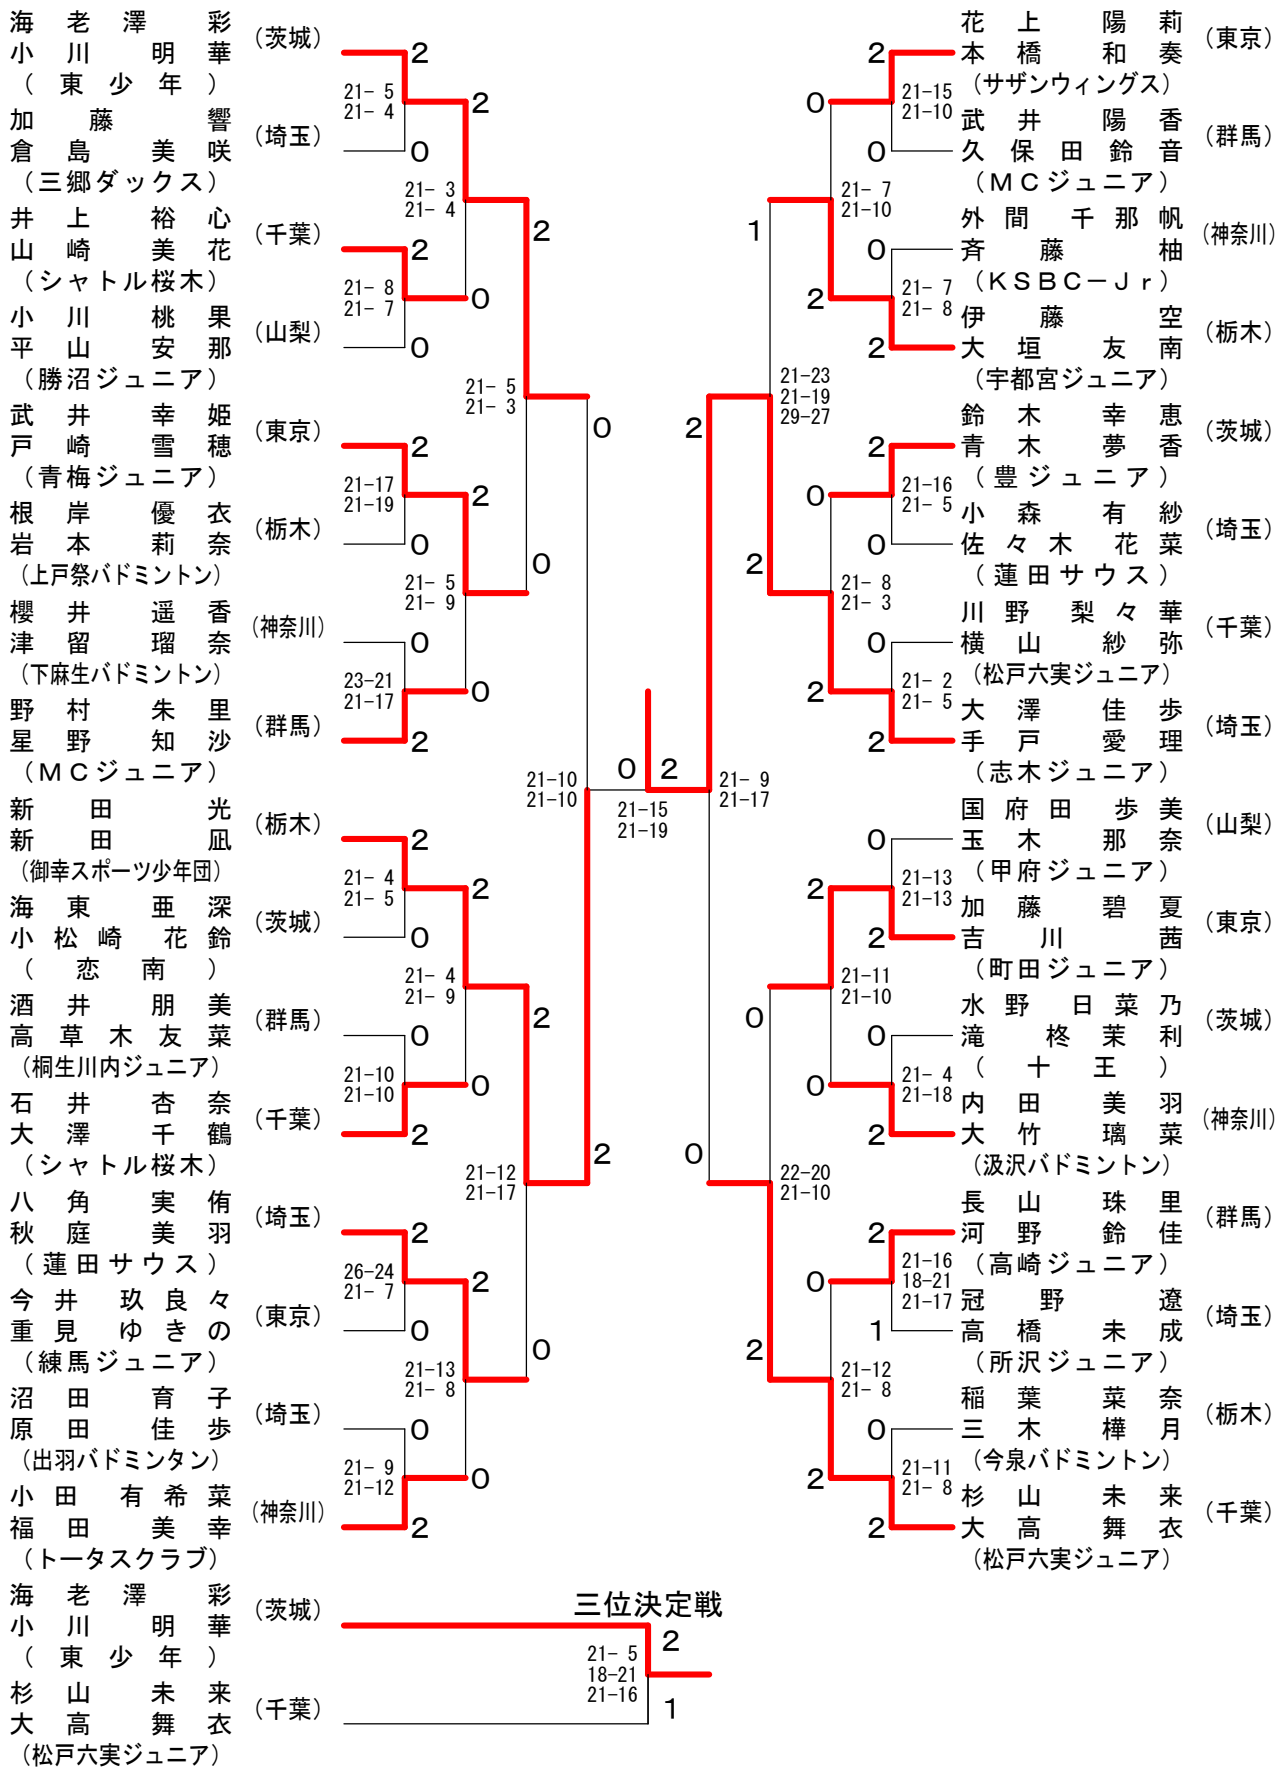 海老澤 彩
小川 明華
(東少年)
(茨城)
2
21- 5
21- 4
加藤 響
倉島 美咲
(三郷ダックス)
(埼玉)
0
2
21- 3
21- 4
井上 裕心
山崎 美花
(シャトル桜木)
(千葉)
2
21- 8
21- 7
0
小川 桃果
平山 安那
(勝沼ジュニア)
(山梨)
0
2
21- 5
21- 3
武井 幸姫
戸崎 雪穂
(青梅ジュニア)
(東京)
2
21-17
21-19
2
根岸 優衣
岩本 莉奈
(上戸祭バドミントン)
(栃木)
0
0
21- 5
21- 9
櫻井 遥香
津留 瑠奈
(下麻生バドミントン)
(神奈川)
0
23-21
21-17
0
野村 朱里
星野 知沙
(MCジュニア)
(群馬)
2
0
21-10
21-10
新田 光
新田 凪
(御幸スポーツ少年団)
(栃木)
2
21- 4
21- 5
2
海東 亜深
小松崎 花鈴
(恋南)
(茨城)
0
21- 4
21- 9
2
酒井 朋美
高草木友菜
(桐生川内ジュニア)
(群馬)
0
21-10
21-10
0
石井 杏奈
大澤 千鶴
(シャトル桜木)
(千葉)
2
21-12
21-17
2
八角 実侑
秋庭 美羽
(蓮田サウス)
(埼玉)
2
26-24
21- 7
2
今井 玖良々
重見 ゆきの
(練馬ジュニア)
(東京)
0
21-13
21- 8
0
沼田 育子
原田 佳歩
(出羽バドミンタン)
(埼玉)
0
21- 9
21-12
0
小田 有希菜
福田 美幸
(トータスクラブ)
(神奈川)
2
0 2
21-15
21-19
花上 陽莉
本橋 和奏
(サザンウィングス)
(東京)
2
21-15
21-10
0
武井 陽香
久保田鈴音
(MCジュニア)
(群馬)
0
21- 7
21-10
1
外間 千那帆
斉藤 柚
(KSBC-Jr)
(神奈川)
0
21- 7
21- 8
2
伊藤 空
大垣 友南
(宇都宮ジュニア)
(栃木)
2
21-23
21-19
29-27
2
鈴木 幸恵
青木 夢香
(豊ジュニア)
(茨城)
2
21-16
21- 5
0
小森 有紗
佐々木 花菜
(蓮田サウス)
(埼玉)
0
2
21- 8
21- 3
川野 梨々華
横山 紗弥
(松戸六実ジュニア)
(千葉)
0
21- 2
21- 5
2
大澤 佳歩
手戸 愛理
(志木ジュニア)
(埼玉)
2
21- 9
21-17
国府田 歩美
玉木 那奈
(甲府ジュニア)
(山梨)
0
21-13
21-13
2
加藤 碧夏
吉川 茜
(町田ジュニア)
(東京)
2
21-11
21-10
0
水野 日菜乃
滝 柊茉利
(十王)
(茨城)
0
21- 4
21-18
0
内田 美羽
大竹 璃菜
(汲沢バドミントン)
(神奈川)
2
0
22-20
21-10
長山 珠里
河野 鈴佳
(高崎ジュニア)
(群馬)
2
21-16
18-21
21-17
0
冠野 遼
高橋 未成
(所沢ジュニア)
(埼玉)
1
2
21-12
21- 8
稲葉 菜奈
三木 樺月
(今泉バドミントン)
(栃木)
0
21-11
21- 8
2
杉山 未来
大高 舞衣
(松戸六実ジュニア)
(千葉)
2
三位決定戦
海老澤 彩
小川 明華
(東少年)
(茨城)
2
21- 5
18-21
21-16
1
杉山 未来
大高 舞衣
(松戸六実ジュニア)
(千葉)